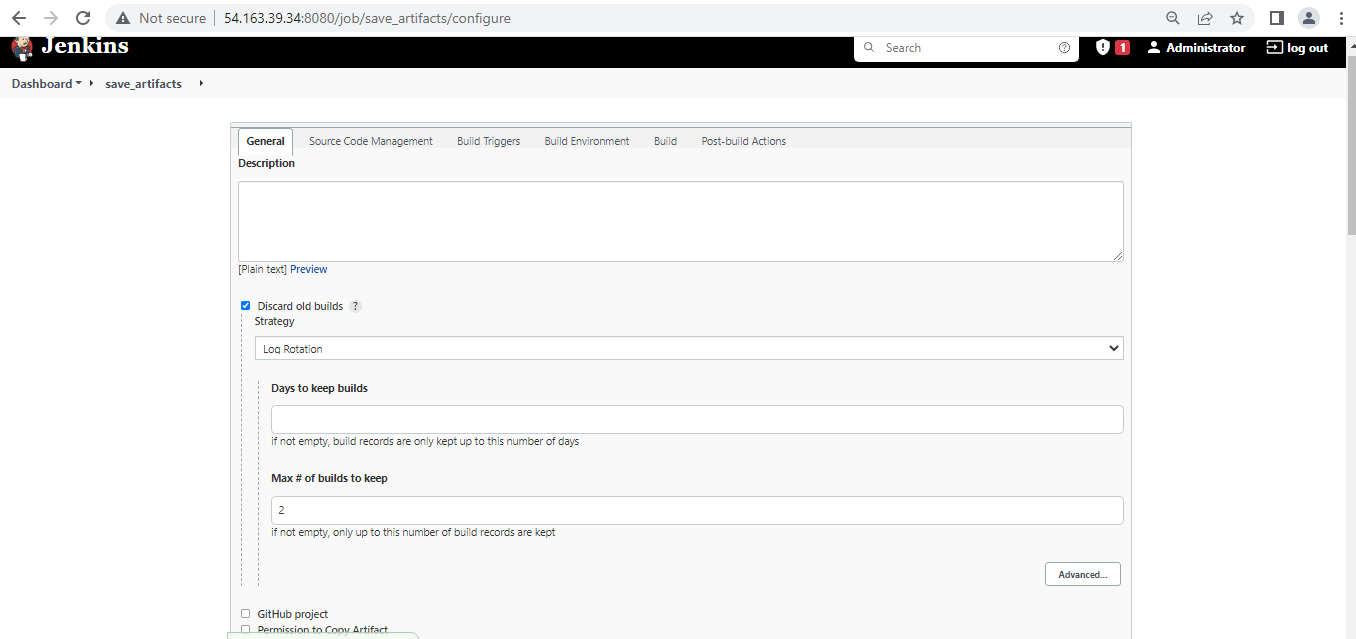 Not secure 54.163.39.34:8080/job/save_artifacts/configure
Jenkins Search ? ! 1 Administrator log out
Dashboard save_artifacts
General Source Code Management Build Triggers Build Environment Build Post-build Actions
Description
[Plain text] Preview
Discard old builds ?
Strategy
Log Rotation
Days to keep builds
if not empty, build records are only kept up to this number of days
Max # of builds to keep
2
if not empty, only up to this number of build records are kept
Advanced...
GitHub project
Permission to Copy Artifact